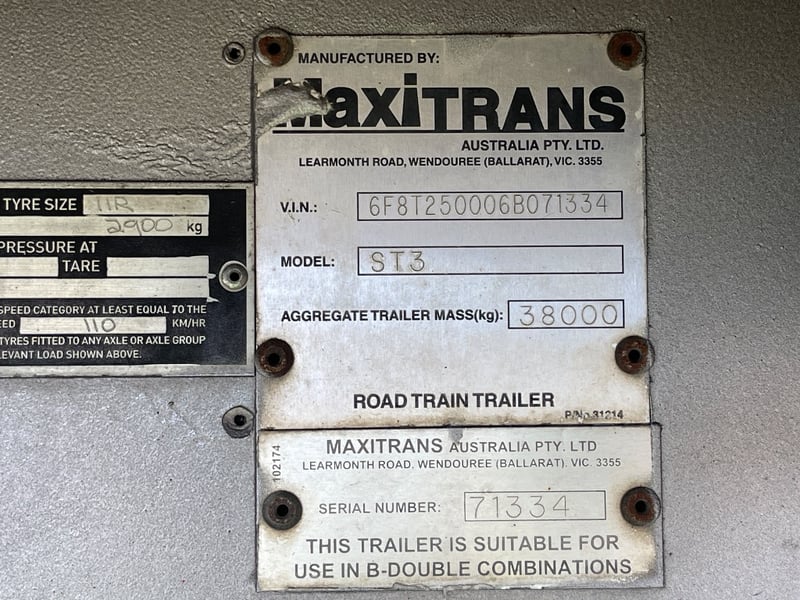 TYRE SIZE 11R
2900 kg
PRESSURE AT
TARE
SPEED CATEGORY AT LEAST EQUAL TO THE
110 KM/HR
TYRES FITTED TO ANY AXLE OR AXLE GROUP
LOAD SHOWN ABOVE.
MANUFACTURED BY:
MaxiTRANS
AUSTRALIA PTY. LTD.
LEARMONTH ROAD, WENDOUREE (BALLARAT), VIC. 3355
V.I.N.: 6F8T250006B071334
MODEL: ST3
AGGREGATE TRAILER MASS(kg): 38000
ROAD TRAIN TRAILER
P/No.31214
102174
MAXITRANS AUSTRALIA PTY. LTD
LEARMONTH ROAD. WENDOUREE (BALLARAT). VIC. 3355
SERIAL NUMBER: 71334
THIS TRAILER IS SUITABLE FOR
USE IN B-DOUBLE COMBINATIONS